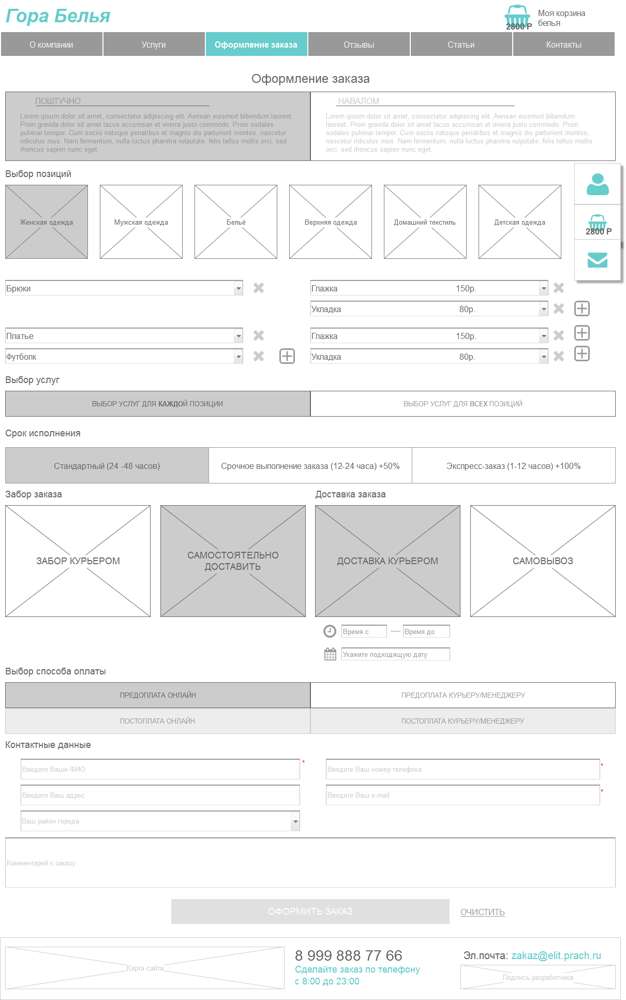 Гора Белья
2800 Р
Моя корзина
белья
О компании
Услуги
Оформление заказа
Отзывы
Статьи
Контакты
Оформление заказа
ПОШТУЧНО
Lorem ipsum dolor sit amet, consectetur adipiscing elit. Aenean euismod bibendum laoreet.
Proin gravida dolor sit amet lacus accumsan et viverra justo commodo. Proin sodales
pulvinar tempor. Cum sociis natoque penatibus et magnis dis parturient montes, nascetur
ridiculus mus. Nam fermentum, nulla luctus pharetra vulputate, felis tellus mollis orci, sed
rhoncus sapien nunc eget.
НАВАЛОМ
Lorem ipsum dolor sit amet, consectetur adipiscing elit. Aenean euismod bibendum
laoreet. Proin gravida dolor sit amet lacus accumsan et viverra justo commodo. Proin
sodales pulvinar tempor. Cum sociis natoque penatibus et magnis dis parturient montes,
nascetur ridiculus mus. Nam fermentum, nulla luctus pharetra vulputate, felis tellus mollis
orci, sed rhoncus sapien nunc eget.
Выбор позиций
Женская одежда
Мужская одежда
Бельё
Верхняя одежда
Домашний текстиль
Детская одежда
2800 Р
Брюки
Глажка 150р.
Укладка 80р.
Платье
Глажка 150р.
Футболк
Укладка 80р.
Выбор услуг
ВЫБОР УСЛУГ ДЛЯ КАЖДОЙ ПОЗИЦИИ
ВЫБОР УСЛУГ ДЛЯ ВСЕХ ПОЗИЦИЙ
Срок исполнения
Стандартный (24 -48 часов)
Срочное выполнение заказа (12-24 часа) +50%
Экспресс-заказ (1-12 часов) +100%
Забор заказа
Доставка заказа
ЗАБОР КУРЬЕРОМ
САМОСТОЯТЕЛЬНО
ДОСТАВИТЬ
ДОСТАВКА КУРЬЕРОМ
САМОВЫВОЗ
Время с
Время до
Укажите подходящую дату
Выбор способа оплаты
ПРЕДОПЛАТА ОНЛАЙН
ПРЕДОПЛАТА КУРЬЕРУ/МЕНЕДЖЕРУ
ПОСТОПЛАТА ОНЛАЙН
ПОСТОПЛАТА КУРЬЕРУ/МЕНЕДЖЕРУ
Контактные данные
Введите Ваши ФИО *
Введите Ваш номер телефона *
Введите Ваш адрес
Введите Ваш e-mail *
Ваш район города
Комментарий к заказу.
ОФОРМИТЬ ЗАКАЗ
ОЧИСТИТЬ
Карта сайта
8 999 888 77 66
Сделайте заказ по телефону
с 8:00 до 23:00
Эл.почта: zakaz@elit.prach.ru
Подпись разработчика